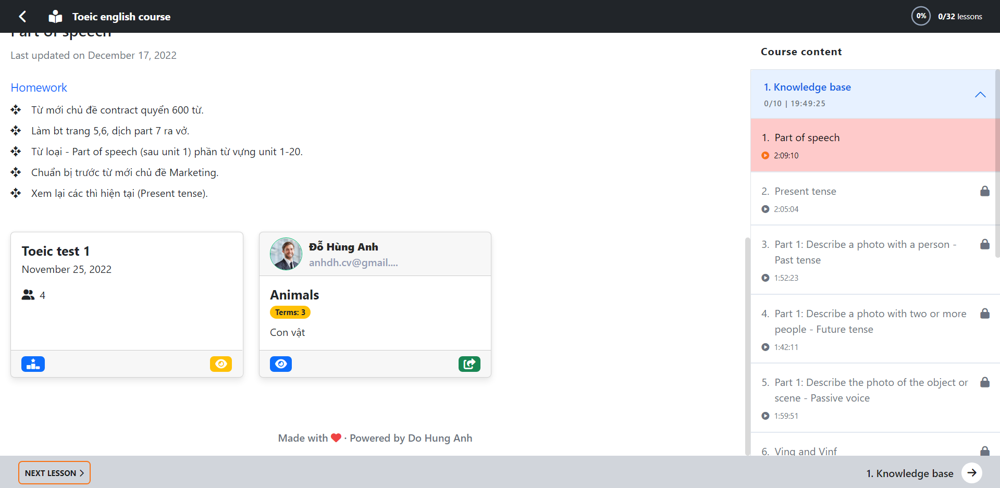 Toeic english course
0%
0/32 lessons
Part of speech
Last updated on December 17, 2022
Homework
Từ mới chủ đề contract quyển 600 từ.
Làm bt trang 5,6, dịch part 7 ra vở.
Từ loại - Part of speech (sau unit 1) phần từ vựng unit 1-20.
Chuẩn bị trước từ mới chủ đề Marketing.
Xem lại các thì hiện tại (Present tense).
Toeic test 1
November 25, 2022
4
Đỗ Hùng Anh
anhdh.cv@gmail....
Animals
Terms: 3
Con vật
Made with · Powered by Do Hung Anh
Course content
1. Knowledge base
0/10 | 19:49:25
1. Part of speech
2:09:10
2. Present tense
2:05:04
3. Part 1: Describe a photo with a person -
Past tense
1:52:23
4. Part 1: Describe a photo with two or more
people - Future tense
1:42:11
5. Part 1: Describe the photo of the object or
scene - Passive voice
1:59:51
6. Ving and Vinf
NEXT LESSON
1. Knowledge base